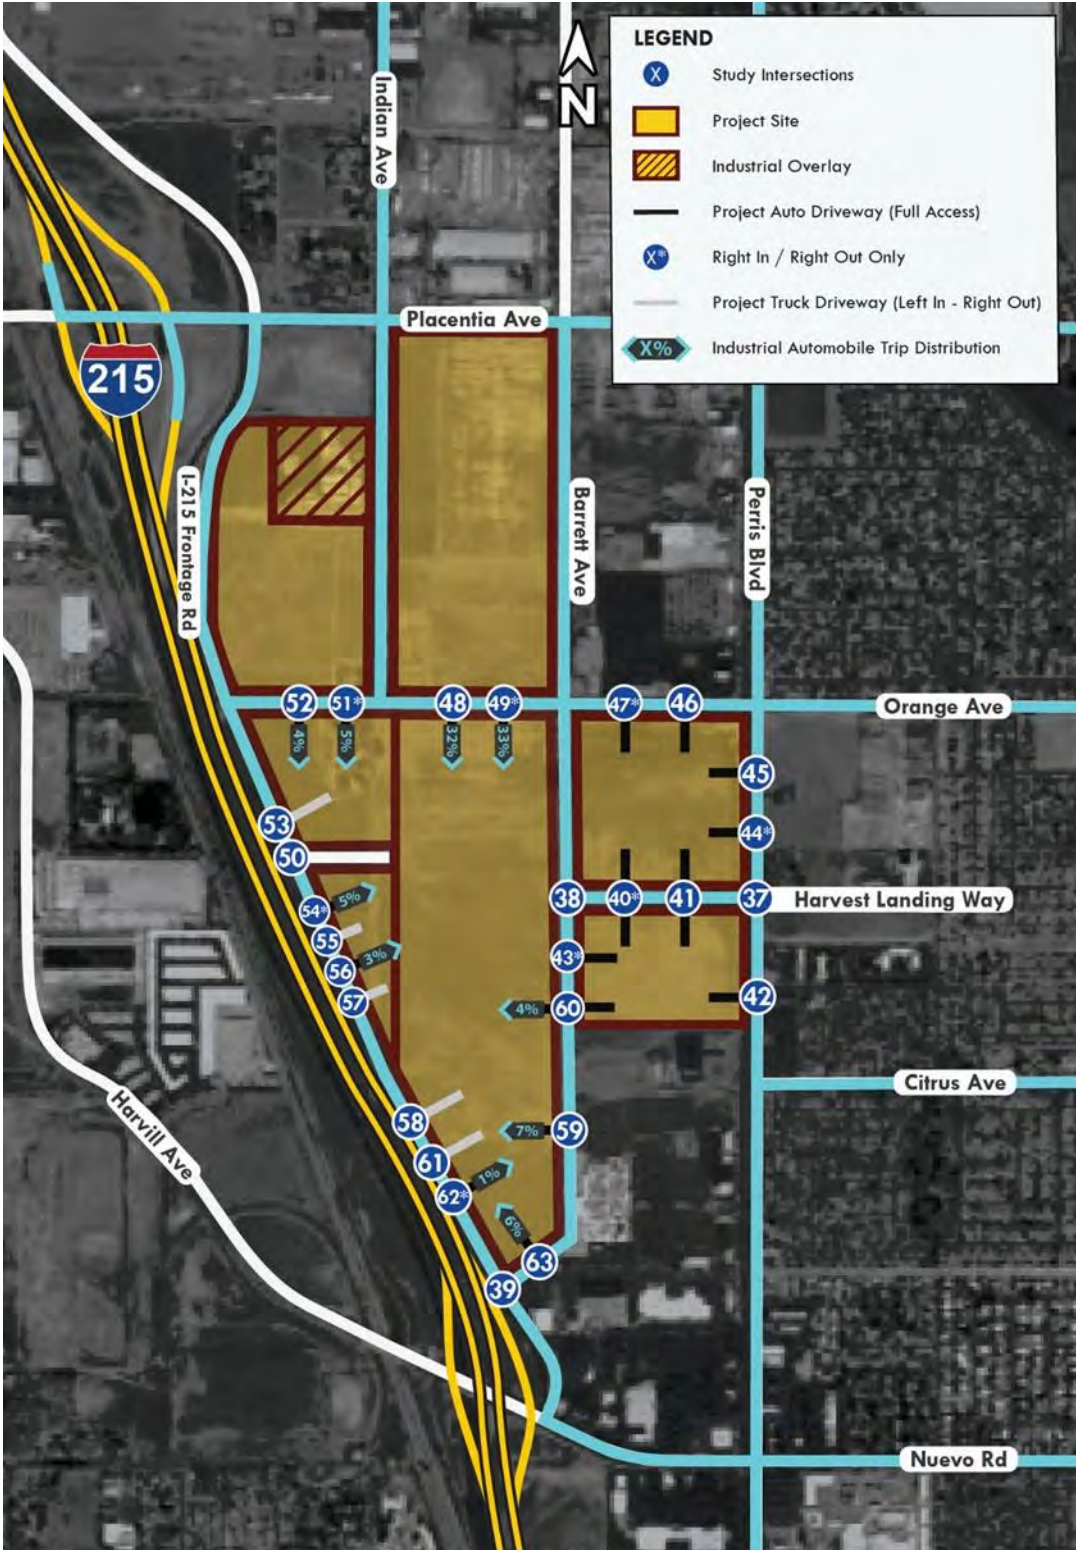 LEGEND
X
Study Intersections
Project Site
Industrial Overlay
Project Auto Driveway (Full Access)
X*
Right In / Right Out Only
Project Truck Driveway (Left In - Right Out)
X%
Industrial Automobile Trip Distribution
N
Indian Ave
Placentia Ave
215
I-215 Frontage Rd
Barrett Ave
Perris Blvd
52
51*
48
49*
47*
46
Orange Ave
4%
5%
32%
33%
45
53
44*
50
5%
54*
38
40*
41
37
Harvest Landing Way
55
3%
43*
56
57
4%
60
42
Citrus Ave
Harvill Ave
58
7%
59
61
1%
62*
6%
63
39
Nuevo Rd